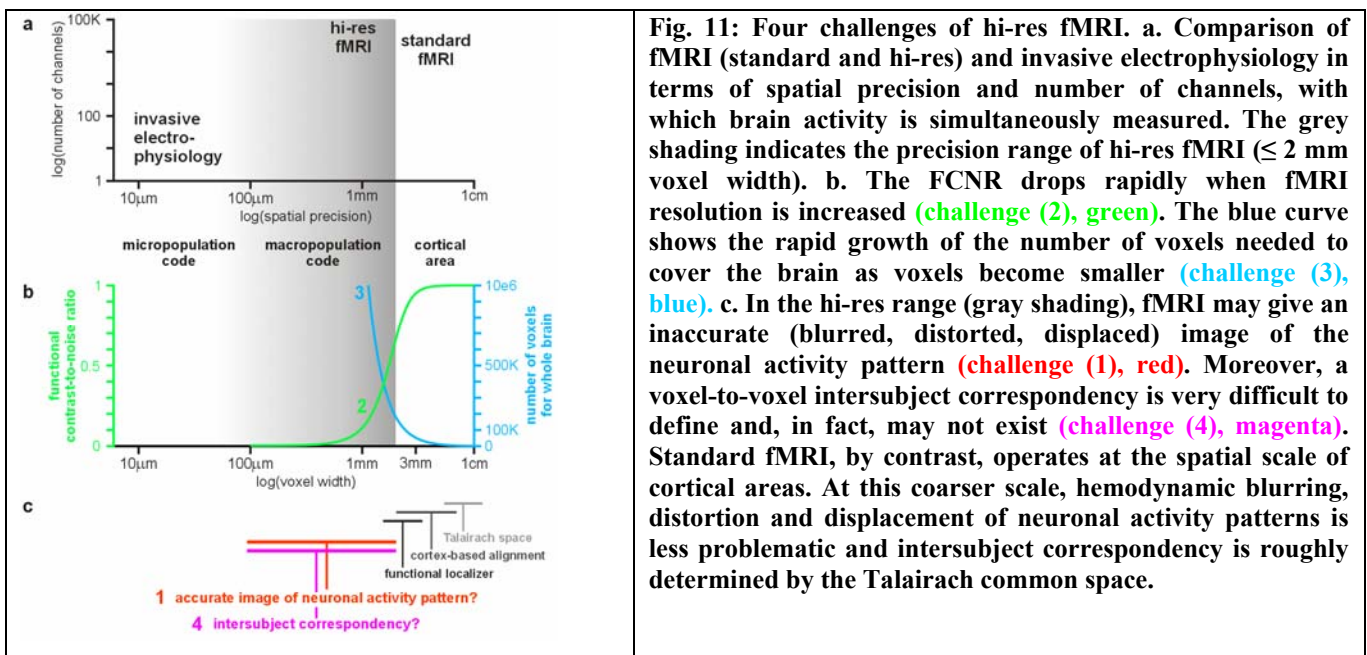 a
100K
100
1
log(number of channels)
hi-res
fMRI
standard
fMRI
invasive
electro-
physiology
10μm 100μm 1mm 1cm
log(spatial precision)
micropopulation
code
macropopulation
code
cortical
area
b
1
0.5
0
functional
contrast-to-noise ratio
3
2
10e6
500K
100K
0
number of voxels
for whole brain
10μm 100μm 1mm 3mm 1cm
log(voxel width)
c
Talairach space
cortex-based alignment
functional localizer
1 accurate image of neuronal activity pattern?
4 intersubject correspondency?
Fig. 11: Four challenges of hi-res fMRI. a. Comparison of
fMRI (standard and hi-res) and invasive electrophysiology in
terms of spatial precision and number of channels, with
which brain activity is simultaneously measured. The grey
shading indicates the precision range of hi-res fMRI (≤ 2 mm
voxel width). b. The FCNR drops rapidly when fMRI
resolution is increased (challenge (2), green). The blue curve
shows the rapid growth of the number of voxels needed to
cover the brain as voxels become smaller (challenge (3),
blue). c. In the hi-res range (gray shading), fMRI may give an
inaccurate (blurred, distorted, displaced) image of the
neuronal activity pattern (challenge (1), red). Moreover, a
voxel-to-voxel intersubject correspondency is very difficult to
define and, in fact, may not exist (challenge (4), magenta).
Standard fMRI, by contrast, operates at the spatial scale of
cortical areas. At this coarser scale, hemodynamic blurring,
distortion and displacement of neuronal activity patterns is
less problematic and intersubject correspondency is roughly
determined by the Talairach common space.